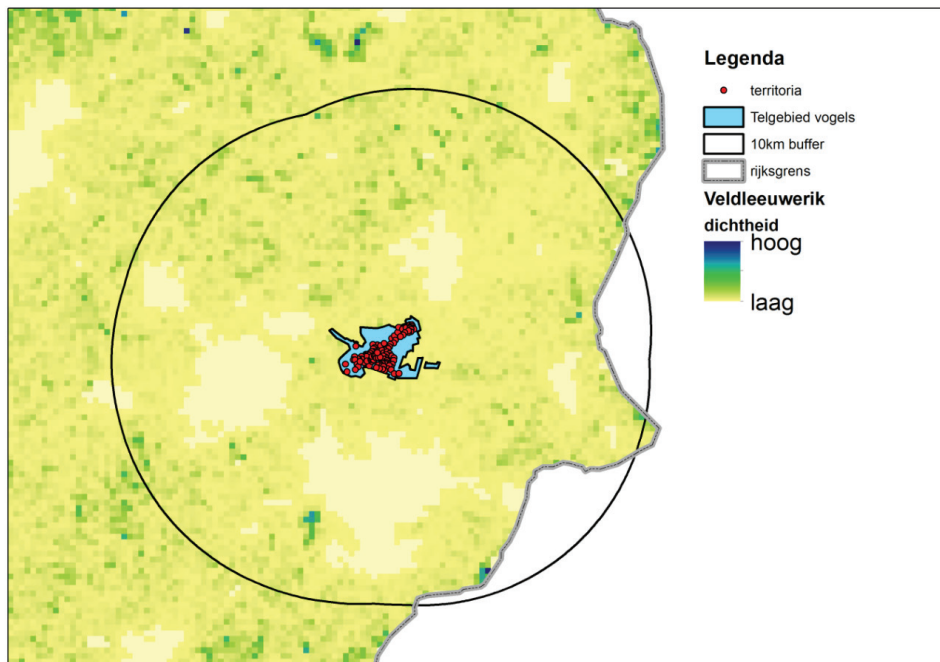 Legenda
territoria
Telgebied vogels
10km buffer
rijksgrens
Veldleeuwerik
dichtheid
hoog
laag